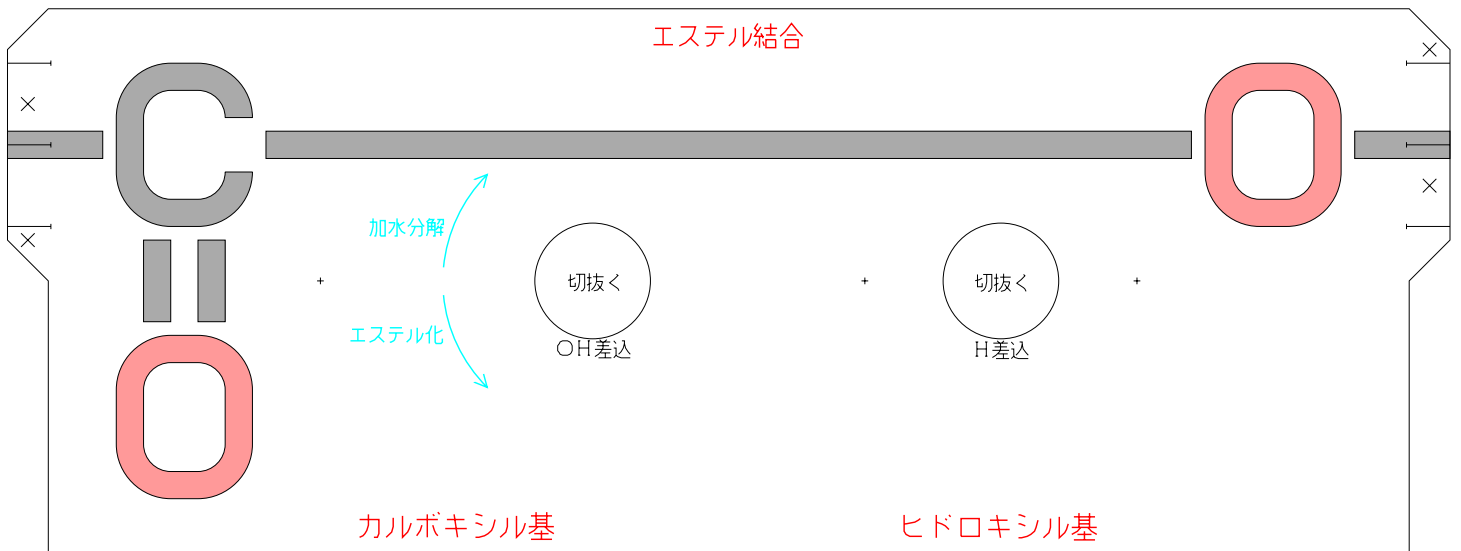 エステル結合
C
O
加水分解
切抜く
切抜く
エステル化
OH差込
H差込
O
カルボキシル基
ヒドロキシル基